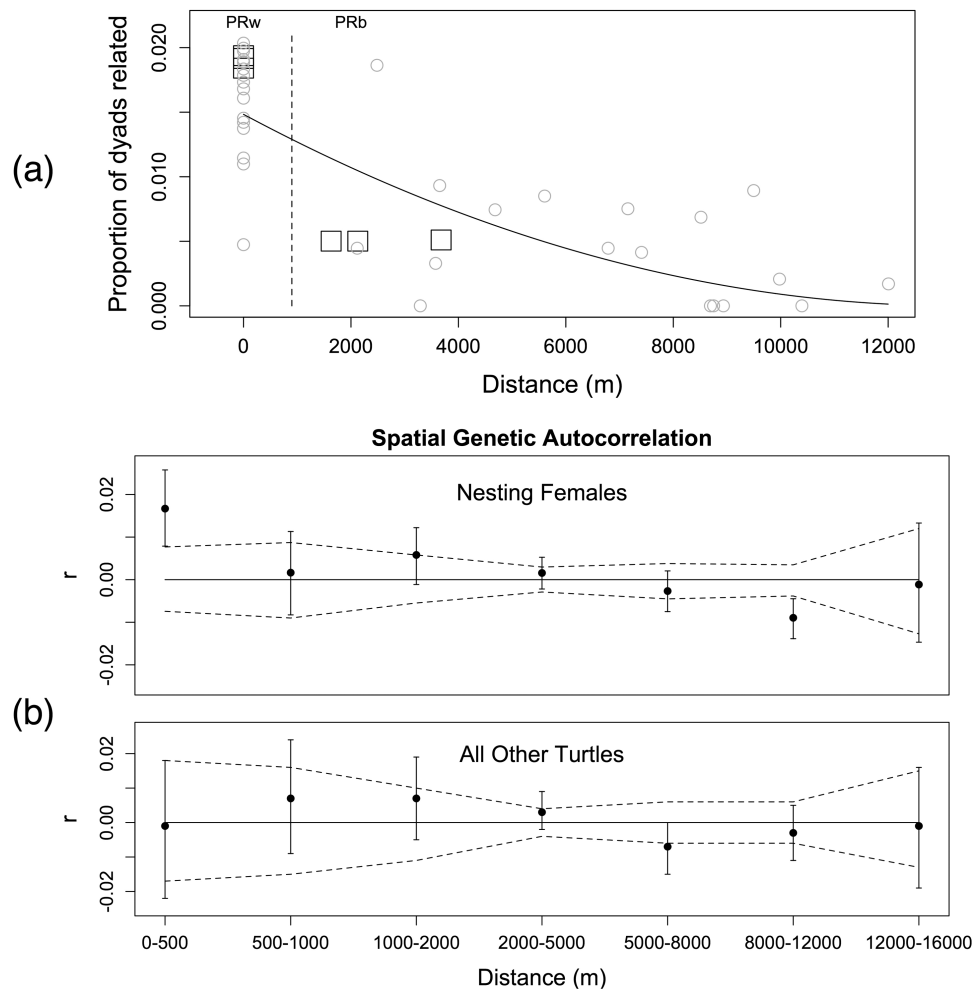 (a)
Proportion of dyads related
PRw PRb
0.020
0.010
0.000
0 2000 4000 6000 8000 10000 12000
Distance (m)
(b)
Spatial Genetic Autocorrelation
Nesting Females
r
0.02
0.00
-0.02
All Other Turtles
r
0.02
0.00
-0.02
0-500 500-1000 1000-2000 2000-5000 5000-8000 8000-12000 12000-16000
Distance (m)